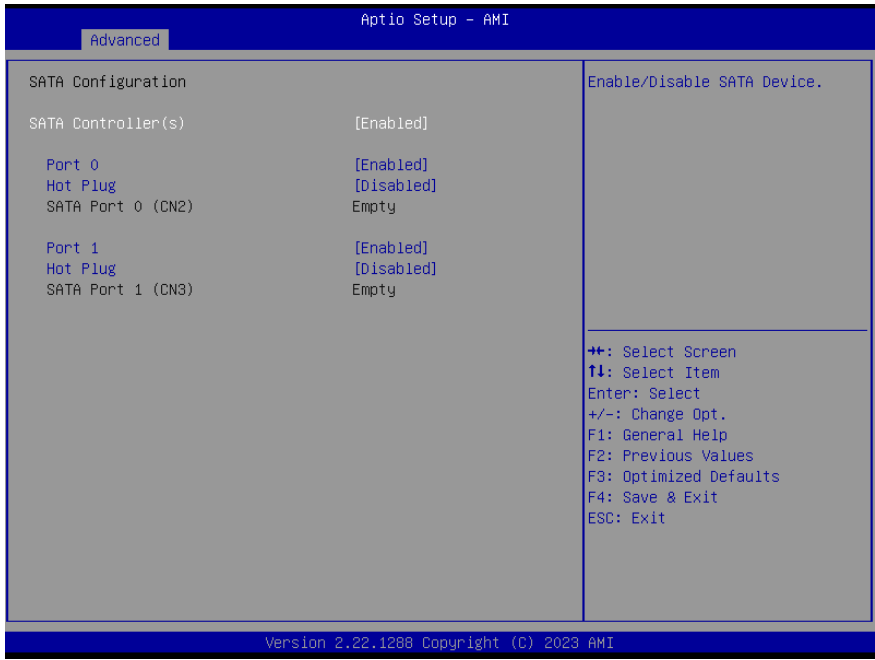 Aptio Setup – AMI
Advanced
SATA Configuration
SATA Controller(s) [Enabled]
Port 0 [Enabled]
Hot Plug [Disabled]
SATA Port 0 (CN2) Empty
Port 1 [Enabled]
Hot Plug [Disabled]
SATA Port 1 (CN3) Empty
Enable/Disable SATA Device.
→←: Select Screen
↑↓: Select Item
Enter: Select
+/-: Change Opt.
F1: General Help
F2: Previous Values
F3: Optimized Defaults
F4: Save & Exit
ESC: Exit
Version 2.22.1288 Copyright (C) 2023 AMI